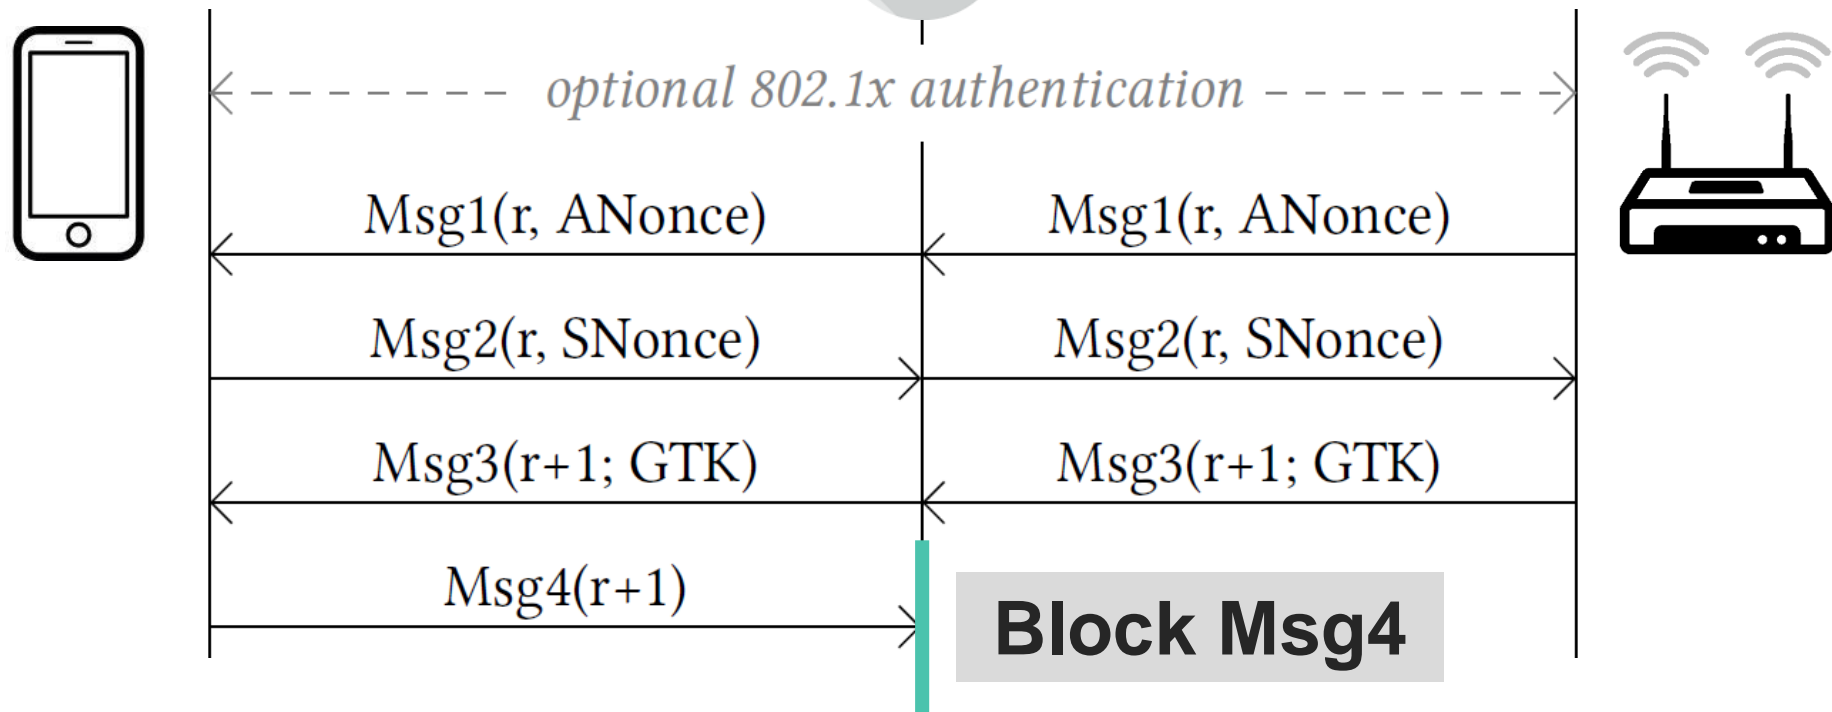 optional 802.1x authentication
Msg1(r, ANonce) Msg1(r, ANonce)
Msg2(r, SNonce) Msg2(r, SNonce)
Msg3(r+1; GTK) Msg3(r+1; GTK)
Msg4(r+1)
Block Msg4